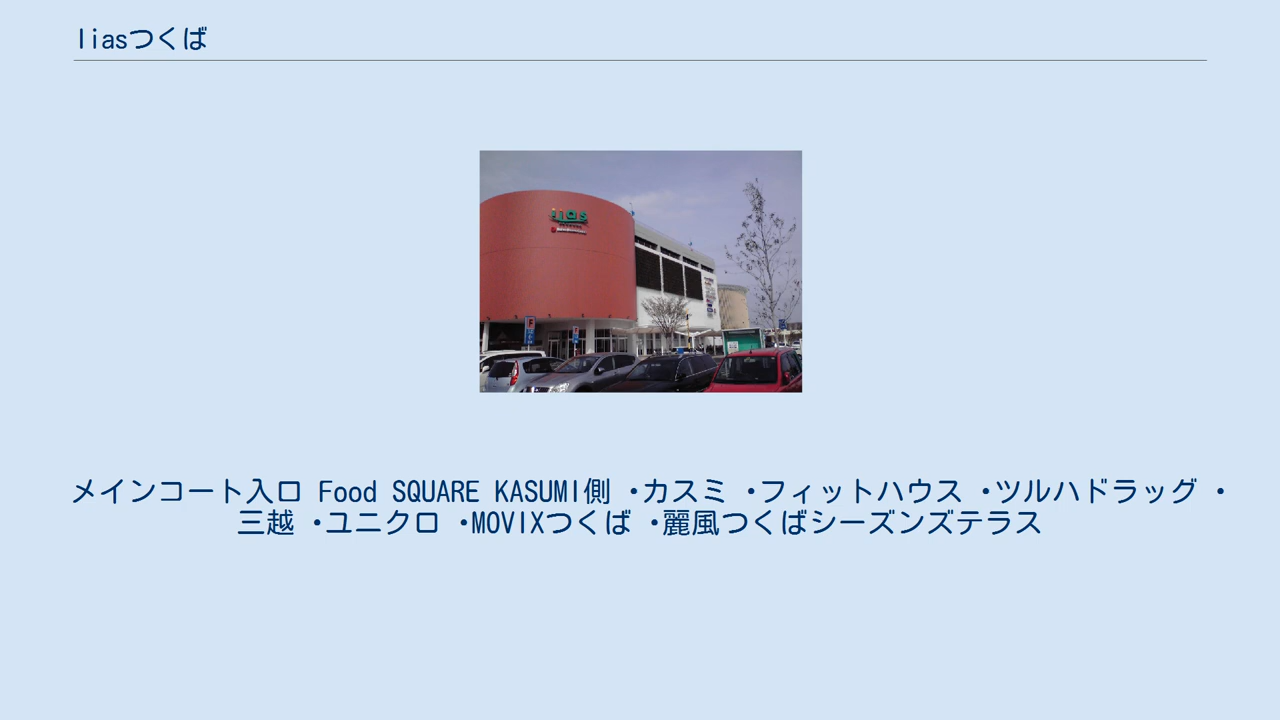 Iiasつくば
iias
メインコート入口 Food SQUARE KASUMI側 ・カスミ ・フィットハウス ・ツルハドラッグ ・
三越 ・ユニクロ ・MOVIXつくば ・麗風つくばシーズンズテラス